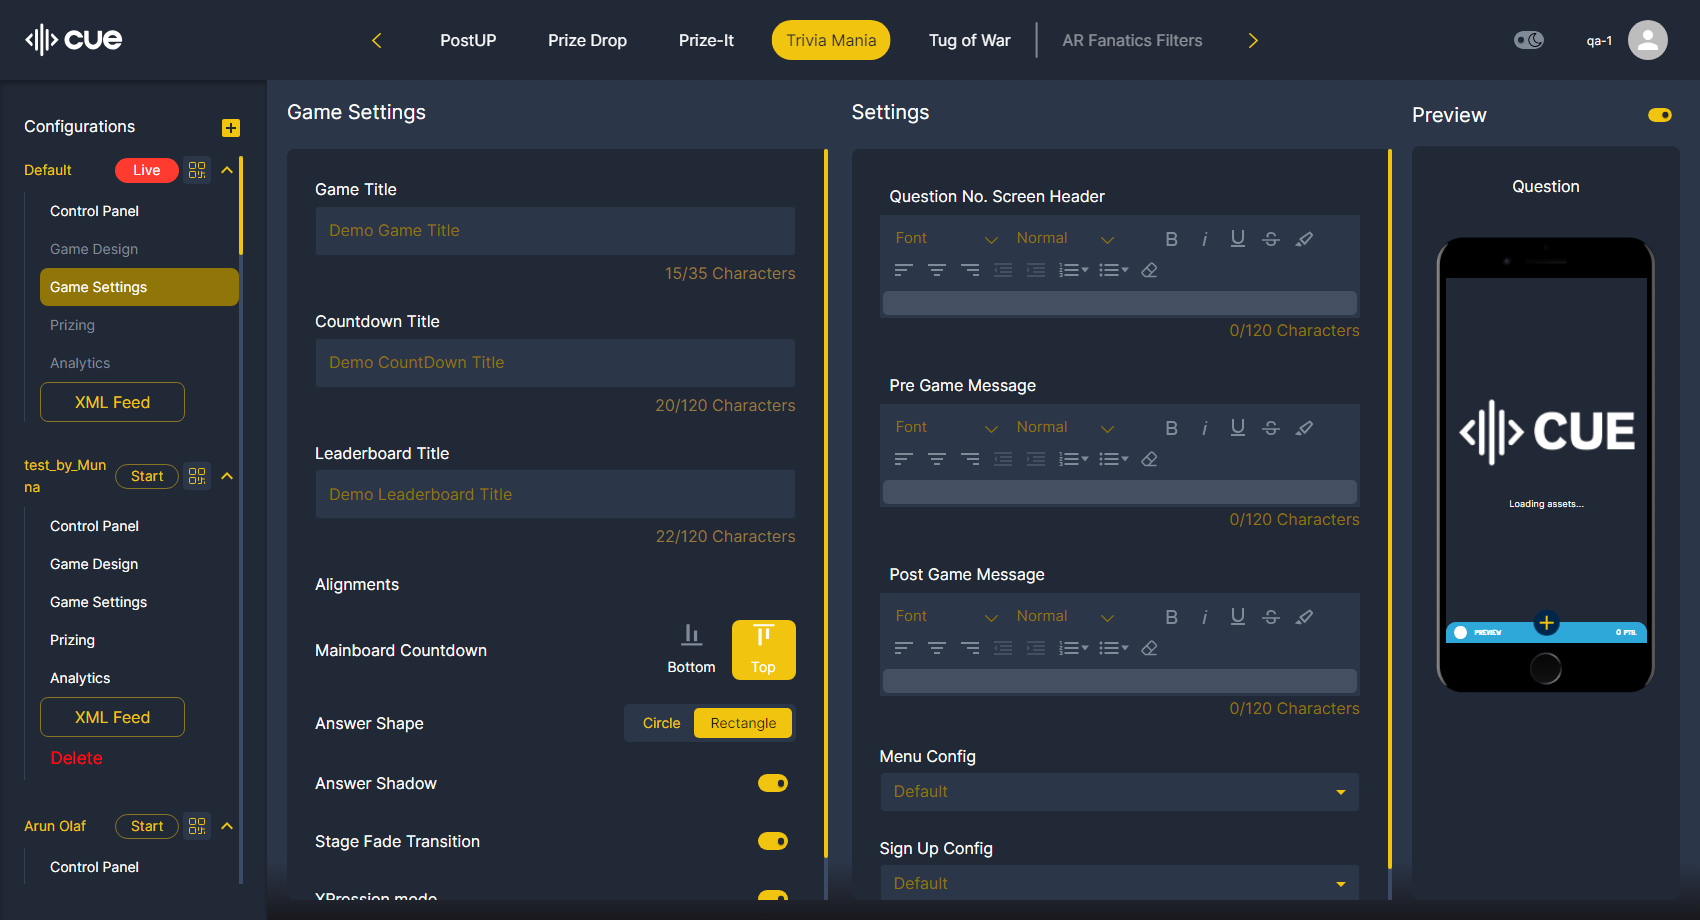 CUE
PostUP
Prize Drop
Prize-It
Trivia Mania
Tug of War
AR Fanatics Filters
qa-1
Configurations
Default
Live
Control Panel
Game Design
Game Settings
Prizing
Analytics
XML Feed
test_by_Mun
na
Start
Control Panel
Game Design
Game Settings
Prizing
Analytics
XML Feed
Delete
Arun Olaf
Start
Control Panel
Game Settings
Game Title
Demo Game Title
15/35 Characters
Countdown Title
Demo CountDown Title
20/120 Characters
Leaderboard Title
Demo Leaderboard Title
22/120 Characters
Alignments
Mainboard Countdown
Bottom
Top
Answer Shape
Circle
Rectangle
Answer Shadow
Stage Fade Transition
XPression mode
Settings
Question No. Screen Header
Font
Normal
B i U S
0/120 Characters
Pre Game Message
Font
Normal
B i U S
0/120 Characters
Post Game Message
Font
Normal
B i U S
0/120 Characters
Menu Config
Default
Sign Up Config
Default
Preview
Question
CUE
Loading assets...
PREVIEW
0 PTS.